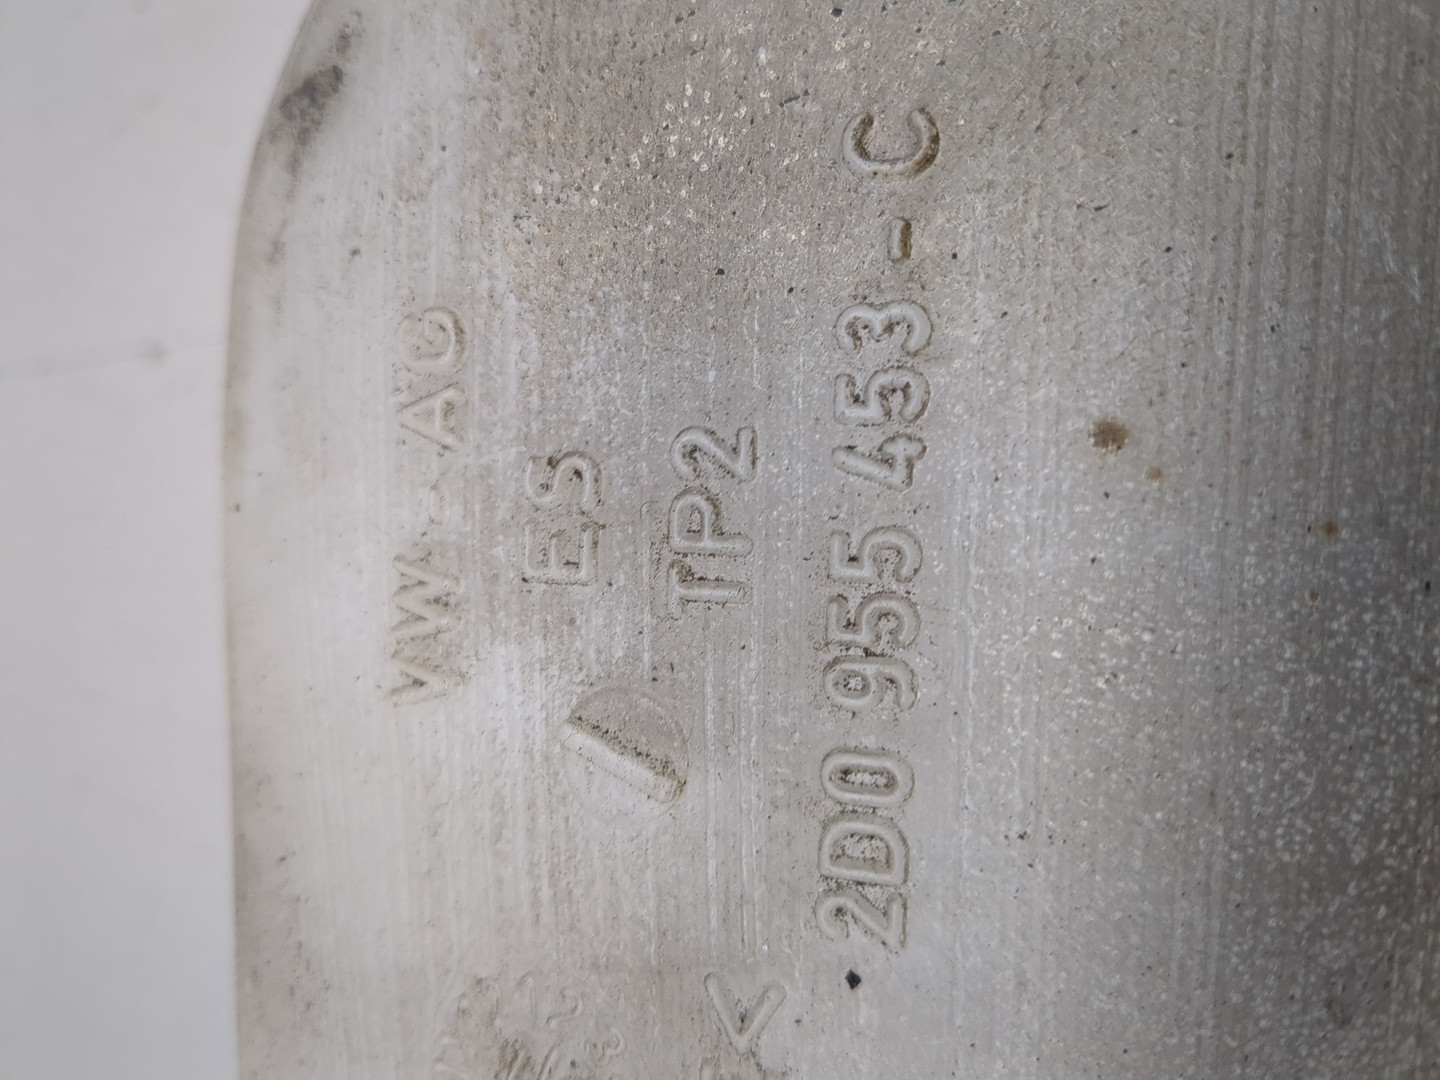 VW-AG
ES
TP2
2D0 955 453-C
<